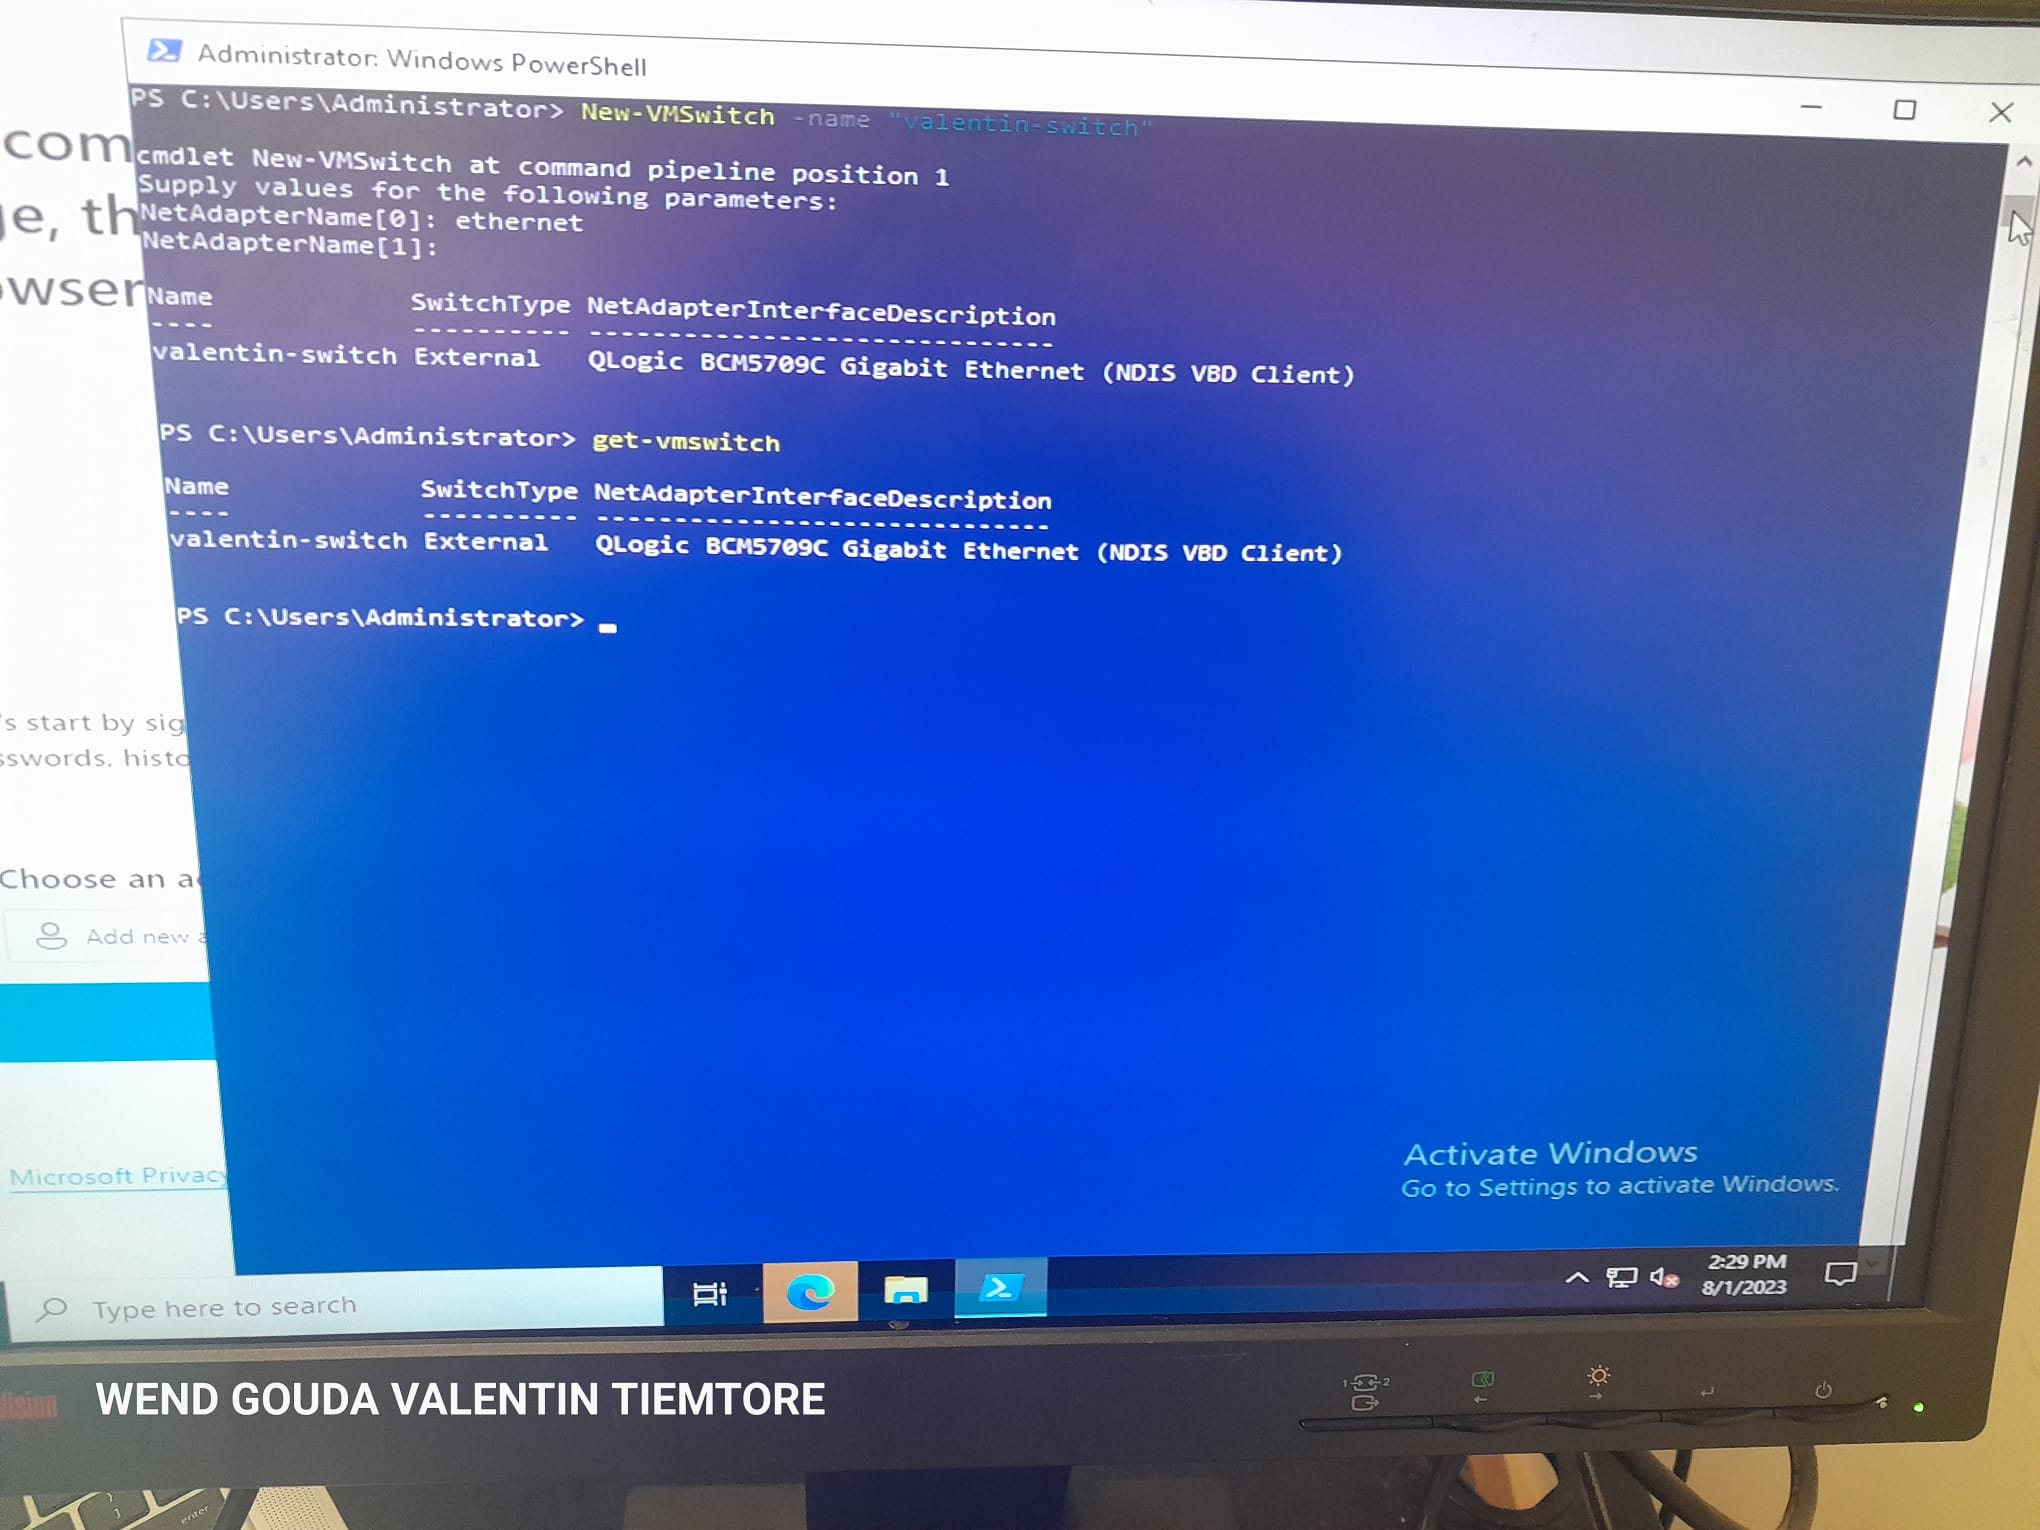 Administrator: Windows PowerShell
PS C:\Users\Administrator> New-VMSwitch -name "valentin-switch"
cmdlet New-VMSwitch at command pipeline position 1
Supply values for the following parameters:
NetAdapterName[0]: ethernet
NetAdapterName[1]:
Name SwitchType NetAdapterInterfaceDescription
---- ---------- ------------------------------
valentin-switch External QLogic BCM5709C Gigabit Ethernet (NDIS VBD Client)
PS C:\Users\Administrator> get-vmswitch
Name SwitchType NetAdapterInterfaceDescription
---- ---------- ------------------------------
valentin-switch External QLogic BCM5709C Gigabit Ethernet (NDIS VBD Client)
PS C:\Users\Administrator>
com
ge, th
owser
's start by sig
sswords, histo
Choose an a
Add new a
Microsoft Privacy
Activate Windows
Go to Settings to activate Windows.
Type here to search
2:29 PM
8/1/2023
WEND GOUDA VALENTIN TIEMTORE
1 2
enter